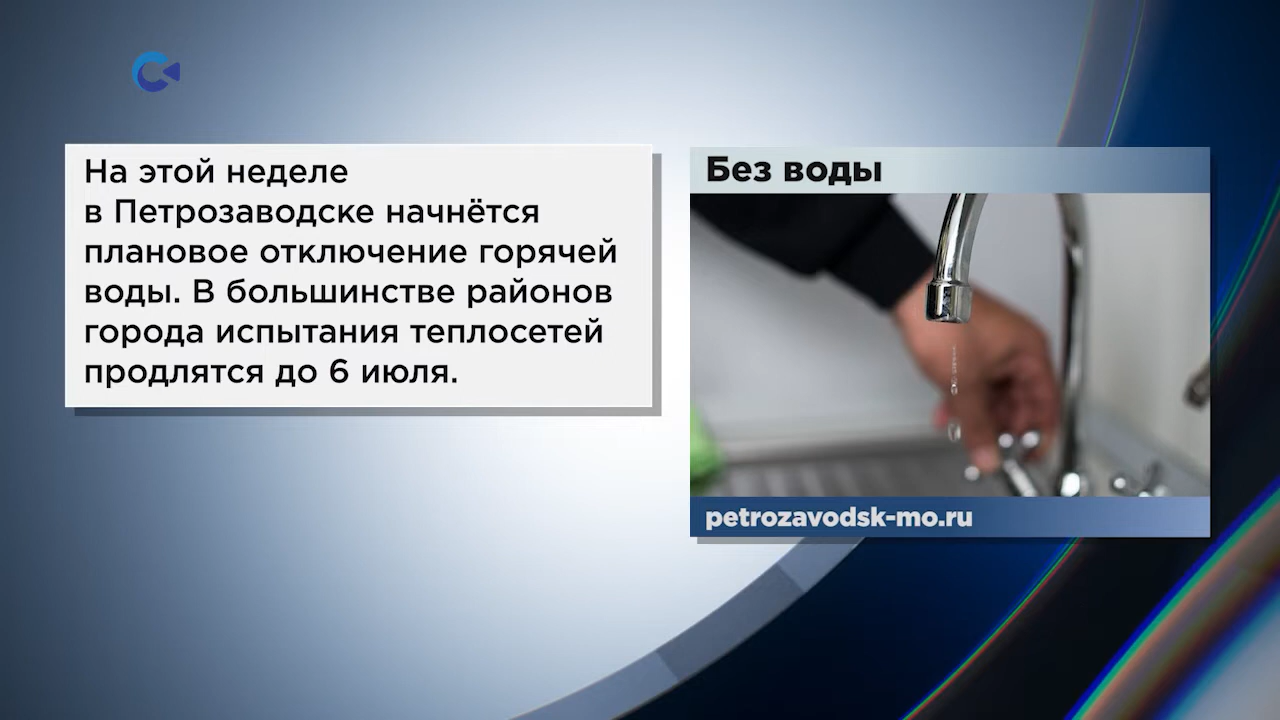 На этой неделе
в Петрозаводске начнётся
плановое отключение горячей
воды. В большинстве районов
города испытания теплосетей
продлятся до 6 июля.
Без воды
petrozavodsk-mo.ru